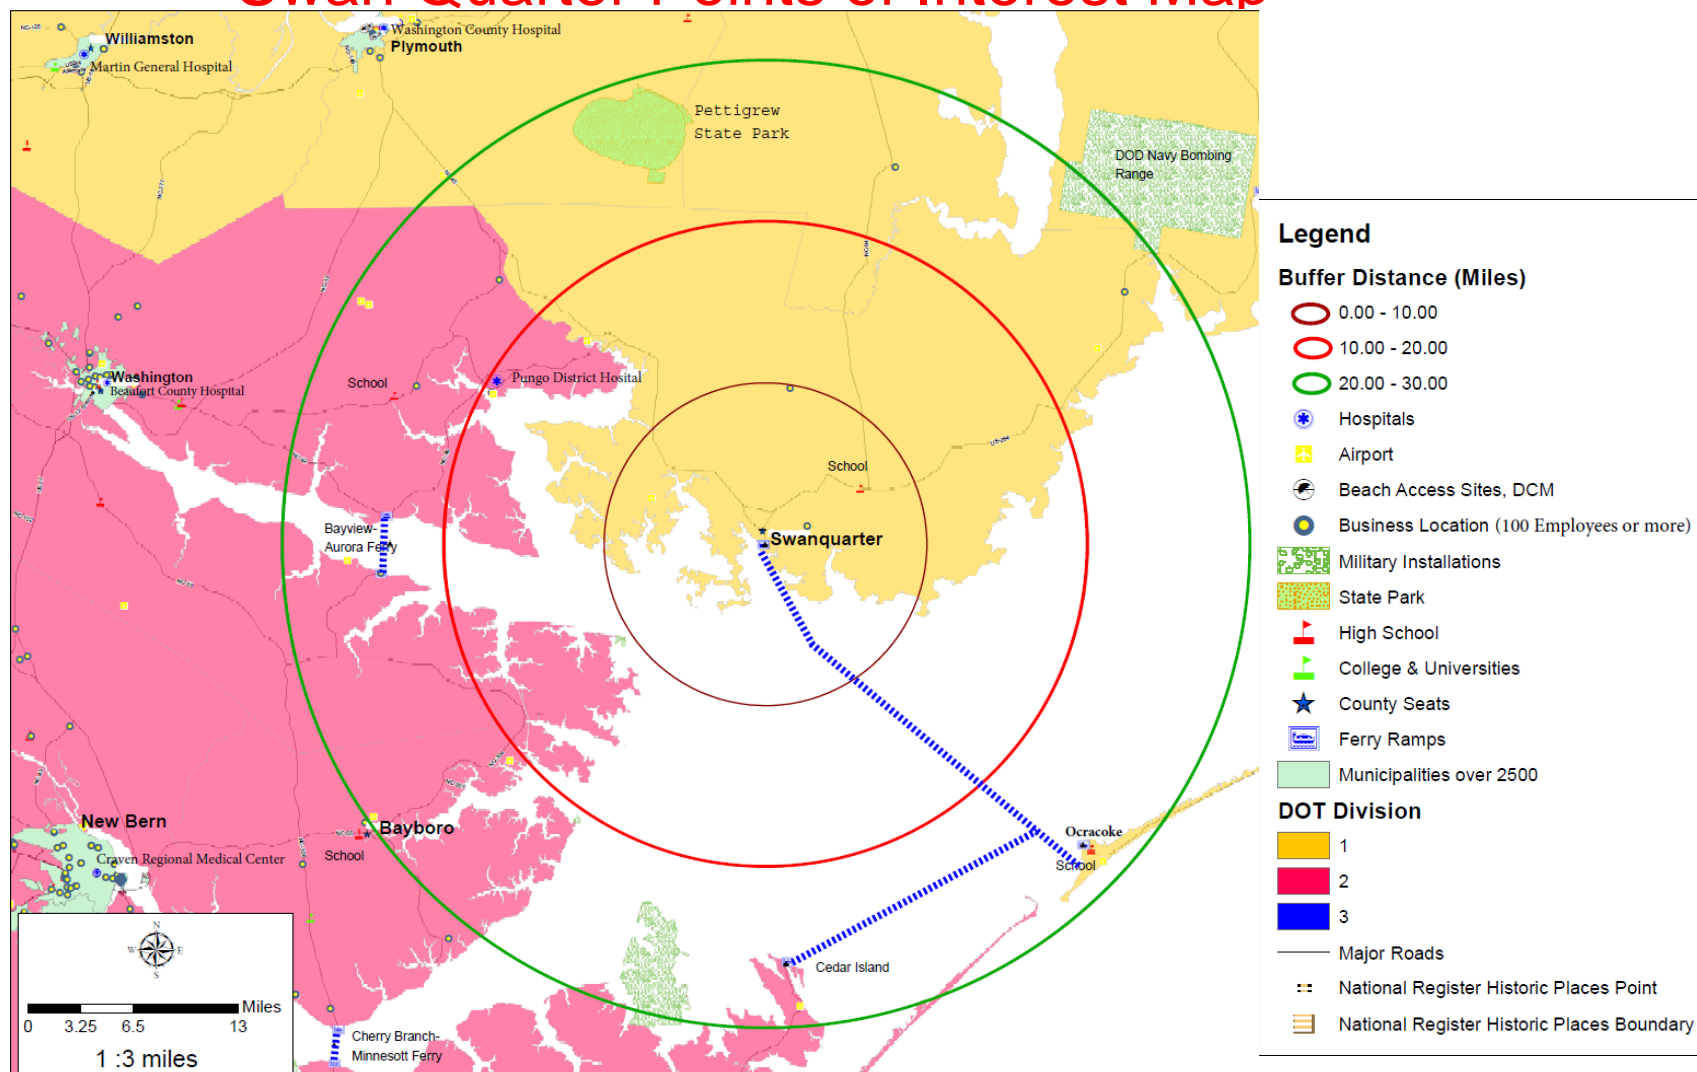 Swan Quarter Points of Interest Map
Williamston
Martin General Hospital
Washington County Hospital
Plymouth
Pettigrew
State Park
DOD Navy Bombing
Range
Washington
Beaufort County Hospital
School
Pungo District Hosital
School
Swanquarter
Bayview-
Aurora Ferry
New Bern
Craven Regional Medical Center
Bayboro
School
Ocracoke
School
Cedar Island
Cherry Branch-
Minnesott Ferry
N
W E
S
Miles
0 3.25 6.5 13
1 :3 miles
Legend
Buffer Distance (Miles)
0.00 - 10.00
10.00 - 20.00
20.00 - 30.00
Hospitals
Airport
Beach Access Sites, DCM
Business Location (100 Employees or more)
Military Installations
State Park
High School
College & Universities
County Seats
Ferry Ramps
Municipalities over 2500
DOT Division
1
2
3
Major Roads
National Register Historic Places Point
National Register Historic Places Boundary